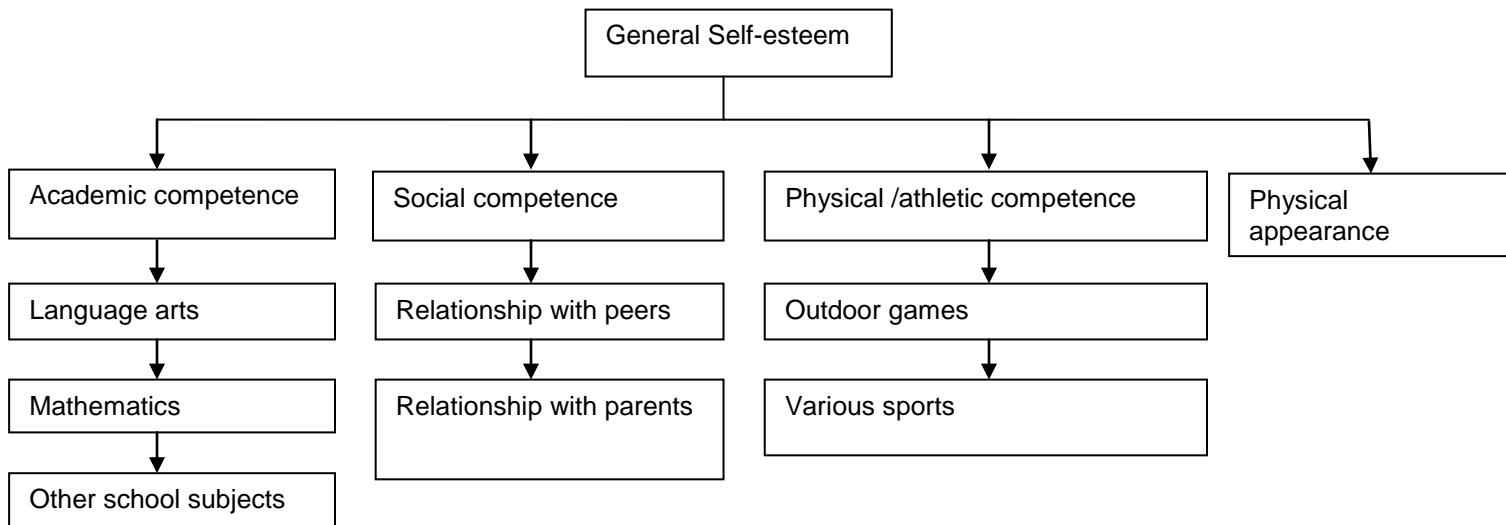 General Self-esteem
Academic competence
Social competence
Physical /athletic competence
Physical
appearance
Language arts
Relationship with peers
Outdoor games
Mathematics
Relationship with parents
Various sports
Other school subjects